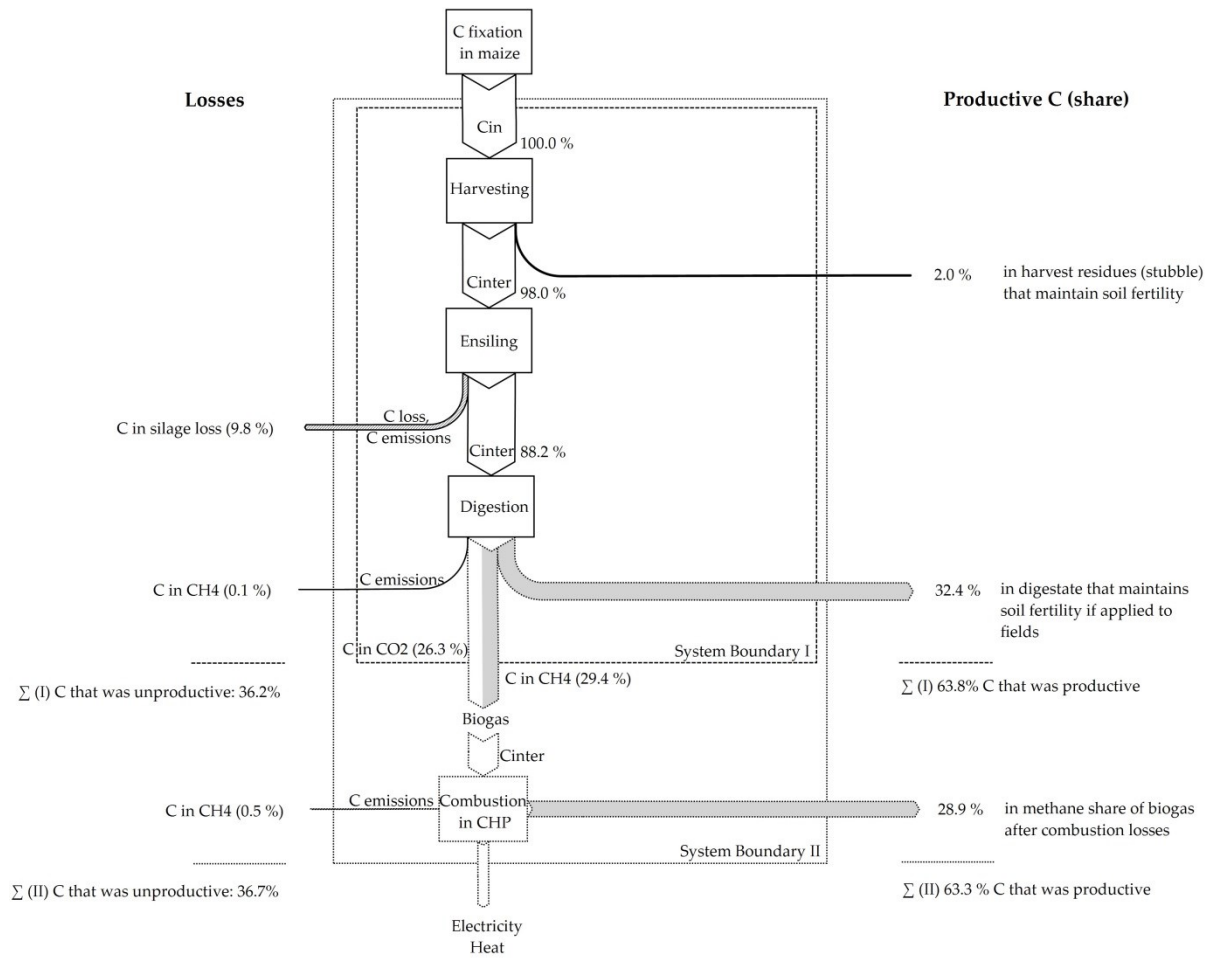 C fixation
in maize
Losses
Productive C (share)
Cin
100.0 %
Harvesting
Cinter
98.0 %
2.0 %
in harvest residues (stubble)
that maintain soil fertility
Ensiling
C loss,
C emissions
C in silage loss (9.8 %)
Cinter
88.2 %
Digestion
C emissions
C in CH4 (0.1 %)
32.4 %
in digestate that maintains
soil fertility if applied to
fields
C in CO2 (26.3 %)
System Boundary I
C in CH4 (29.4 %)
∑ (I) C that was unproductive: 36.2%
∑ (I) 63.8% C that was productive
Biogas
Cinter
C emissions
C in CH4 (0.5 %)
Combustion
in CHP
28.9 %
in methane share of biogas
after combustion losses
System Boundary II
∑ (II) C that was unproductive: 36.7%
∑ (II) 63.3 % C that was productive
Electricity
Heat